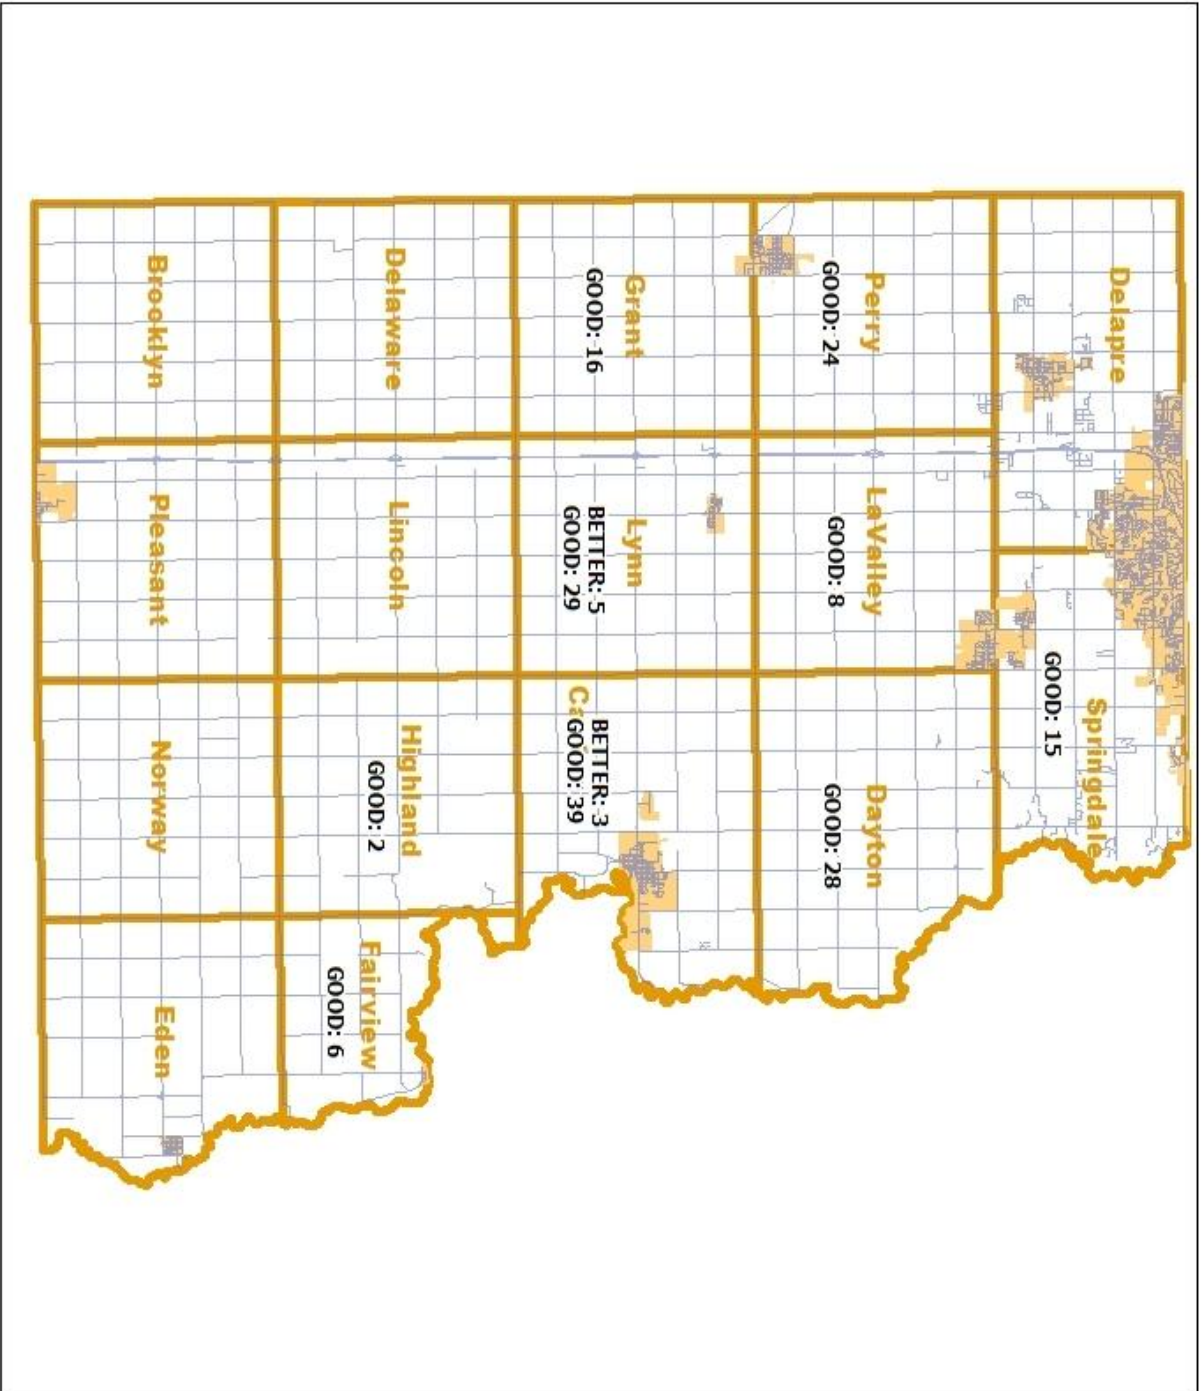 Delapre
Springdale
GOOD: 15
Perry
GOOD: 24
LaValley
GOOD: 8
Dayton
GOOD: 28
Grant
GOOD: 16
Lynn
BETTER: 5
GOOD: 29
BETTER: 3
GOOD: 39
Delaware
Lincoln
Highland
GOOD: 2
Fairview
GOOD: 6
Brooklyn
Pleasant
Norway
Eden